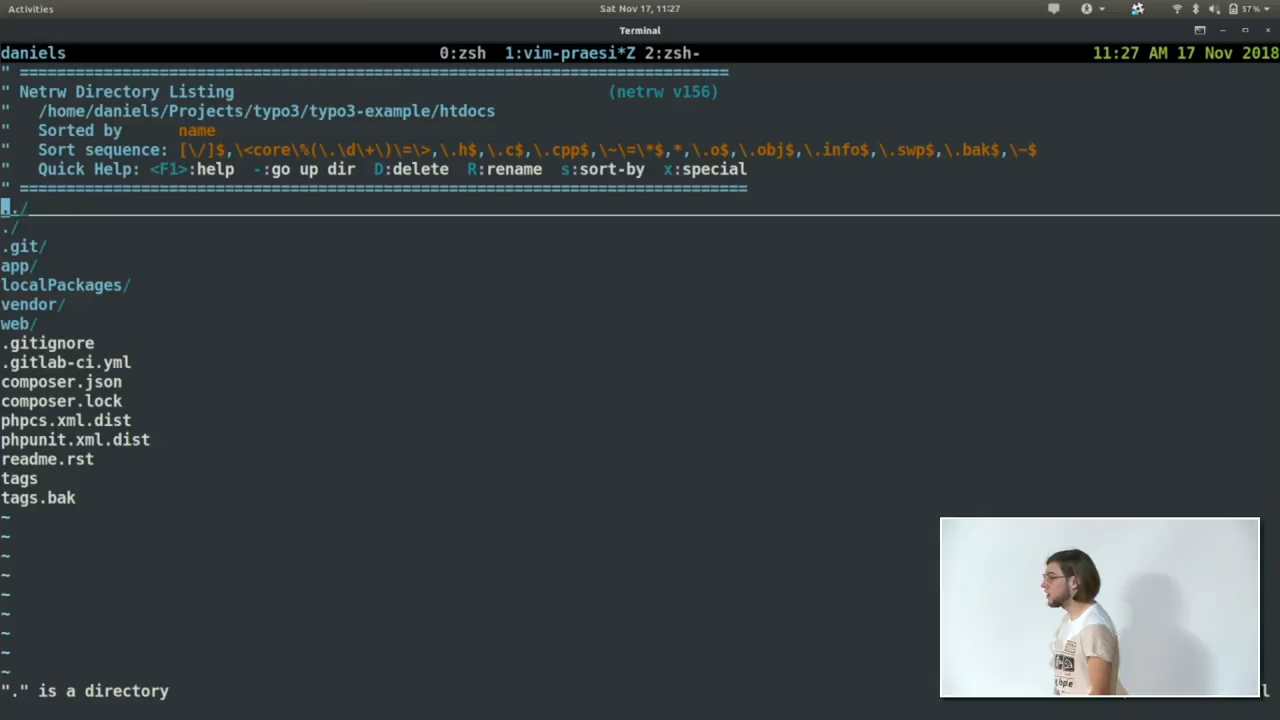 Activities
Sat Nov 17, 11:27
57 %
Terminal
daniels 0:zsh 1:vim-praesi*Z 2:zsh- 11:27 AM 17 Nov 2018
" ============================================================================
" Netrw Directory Listing (netrw v156)
" /home/daniels/Projects/typo3/typo3-example/htdocs
" Sorted by name
" Sort sequence: [\/]$,\<core\%(\.\d\+\)\=\>,\.h$,\.c$,\.cpp$,\~\=\*$,*,\.o$,\.obj$,\.info$,\.swp$,\.bak$,\~$
" Quick Help: <F1>:help -:go up dir D:delete R:rename s:sort-by x:special
" ==============================================================================
../
./
.git/
app/
localPackages/
vendor/
web/
.gitignore
.gitlab-ci.yml
composer.json
composer.lock
phpcs.xml.dist
phpunit.xml.dist
readme.rst
tags
tags.bak
~
~
~
~
~
~
~
~
~
"." is a directory